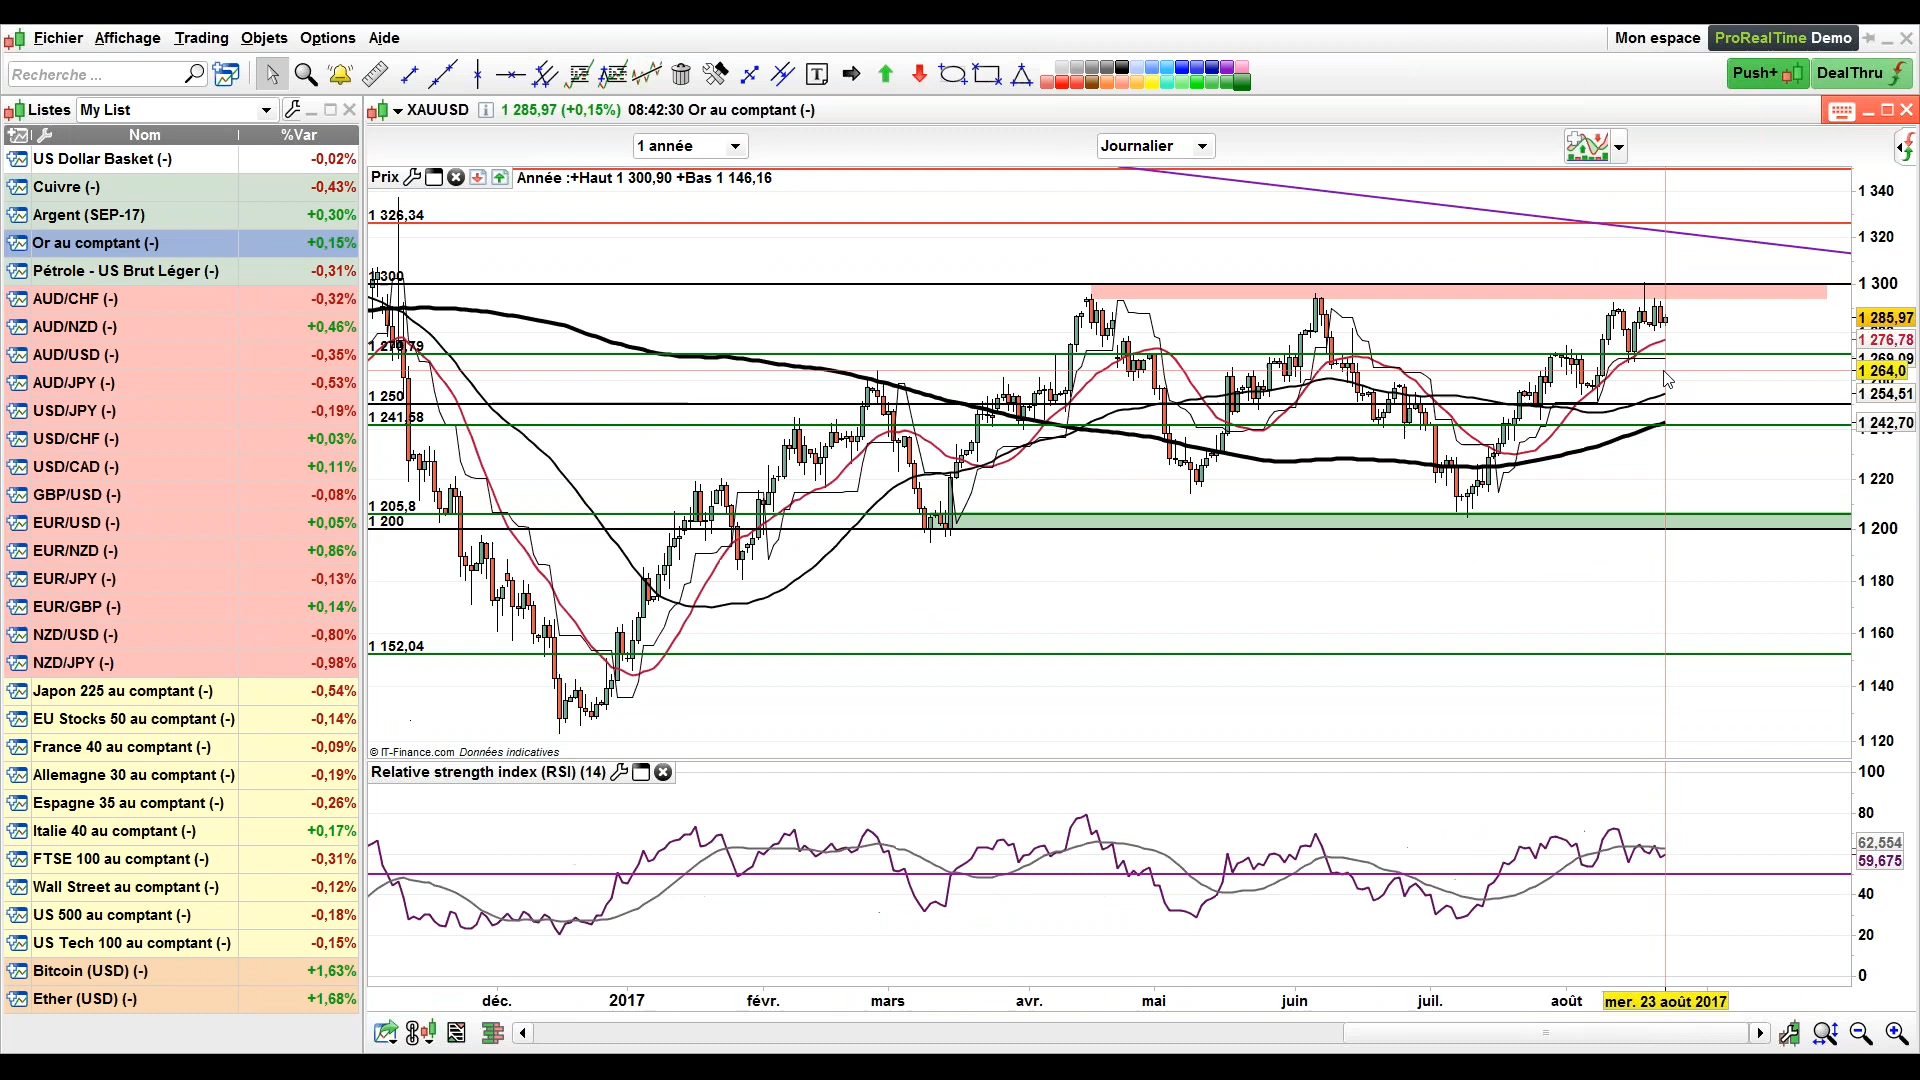 Fichier Affichage Trading Objets Options Aide
Mon espace ProRealTime Demo
Recherche ...
T
Push+ DealThru
Listes My List
XAUUSD 1 285,97 (+0,15%) 08:42:30 Or au comptant (-)
Nom %Var
US Dollar Basket (-) -0,02%
Cuivre (-) -0,43%
Argent (SEP-17) +0,30%
Or au comptant (-) +0,15%
Pétrole - US Brut Léger (-) -0,31%
AUD/CHF (-) -0,32%
AUD/NZD (-) +0,46%
AUD/USD (-) -0,35%
AUD/JPY (-) -0,53%
USD/JPY (-) -0,19%
USD/CHF (-) +0,03%
USD/CAD (-) +0,11%
GBP/USD (-) -0,08%
EUR/USD (-) +0,05%
EUR/NZD (-) +0,86%
EUR/JPY (-) -0,13%
EUR/GBP (-) +0,14%
NZD/USD (-) -0,80%
NZD/JPY (-) -0,98%
Japon 225 au comptant (-) -0,54%
EU Stocks 50 au comptant (-) -0,14%
France 40 au comptant (-) -0,09%
Allemagne 30 au comptant (-) -0,19%
Espagne 35 au comptant (-) -0,26%
Italie 40 au comptant (-) +0,17%
FTSE 100 au comptant (-) -0,31%
Wall Street au comptant (-) -0,12%
US 500 au comptant (-) -0,18%
US Tech 100 au comptant (-) -0,15%
Bitcoin (USD) (-) +1,63%
Ether (USD) (-) +1,68%
1 année Journalier
Prix Année :+Haut 1 300,90 +Bas 1 146,16
1 326,34
1300
1 250
1 241,58
1 205,8
1 200
1 152,04
1 340
1 320
1 300
1 285,97
1 276,78
1 269,09
1 264,0
1 254,51
1 242,70
1 220
1 200
1 180
1 160
1 140
1 120
© IT-Finance.com Données indicatives
Relative strength index (RSI) (14)
100
80
62,554
59,675
40
20
0
déc. 2017 févr. mars avr. mai juin juil. août mer. 23 août 2017